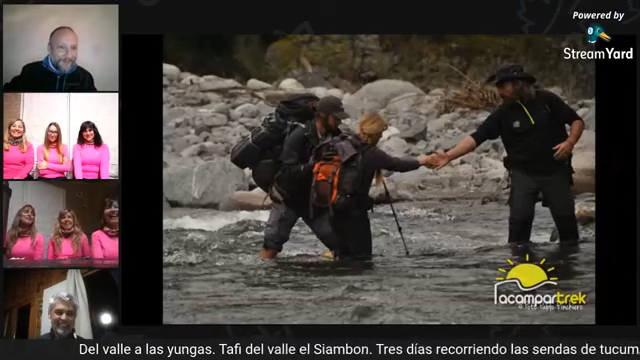 Powered by
StreamYard
acampartrek
Del valle a las yungas. Tafi del valle el Siambon. Tres días recorriendo las sendas de tucum